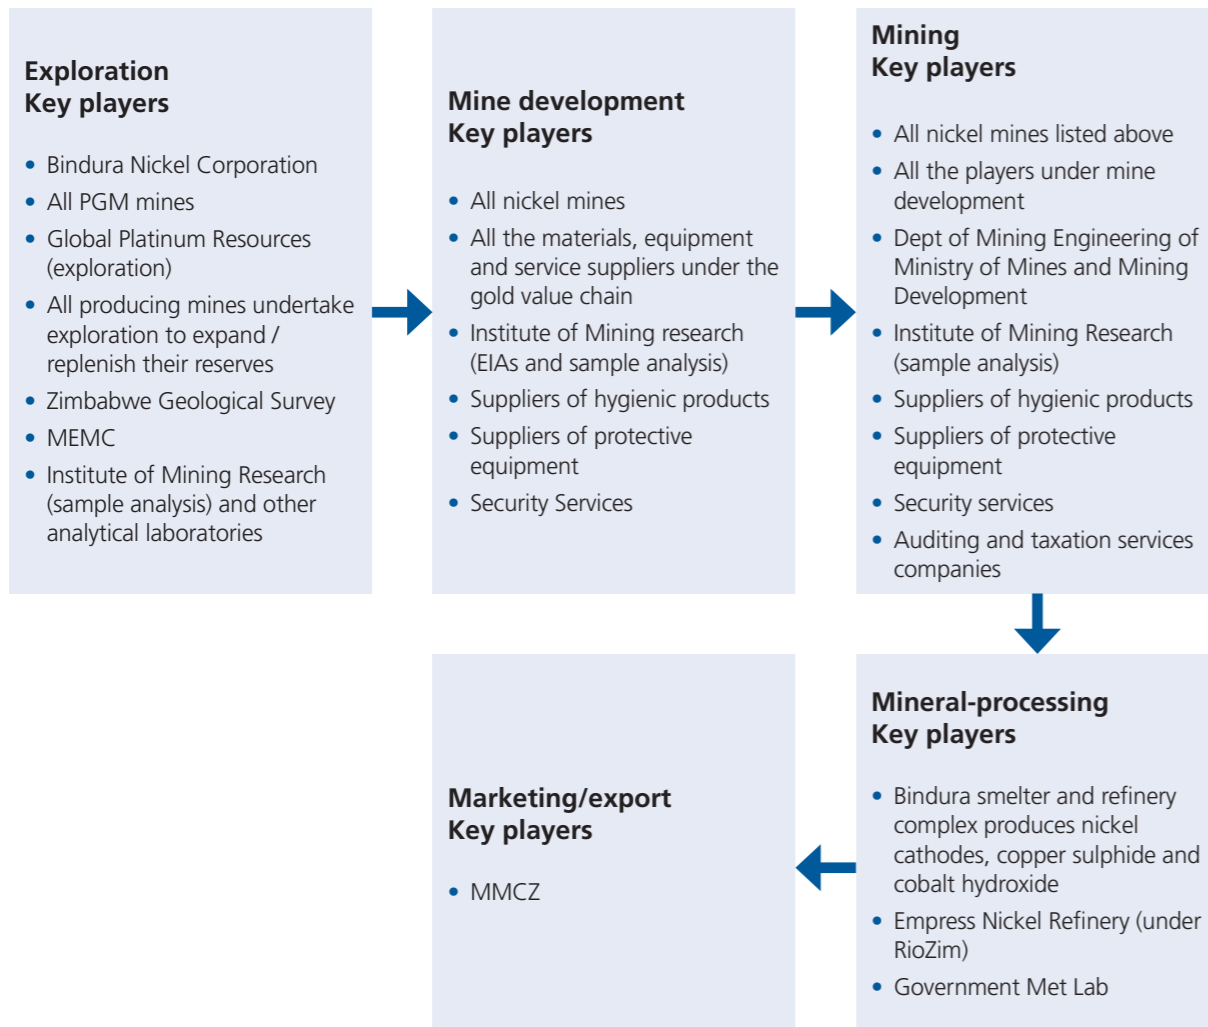 Exploration
Key players
• Bindura Nickel Corporation
• All PGM mines
• Global Platinum Resources
(exploration)
• All producing mines undertake
exploration to expand /
replenish their reserves
• Zimbabwe Geological Survey
• MEMC
• Institute of Mining Research
(sample analysis) and other
analytical laboratories
Mine development
Key players
• All nickel mines
• All the materials, equipment
and service suppliers under the
gold value chain
• Institute of Mining research
(EIAs and sample analysis)
• Suppliers of hygienic products
• Suppliers of protective
equipment
• Security Services
Mining
Key players
• All nickel mines listed above
• All the players under mine
development
• Dept of Mining Engineering of
Ministry of Mines and Mining
Development
• Institute of Mining Research
(sample analysis)
• Suppliers of hygienic products
• Suppliers of protective
equipment
• Security services
• Auditing and taxation services
companies
Mineral-processing
Key players
• Bindura smelter and refinery
complex produces nickel
cathodes, copper sulphide and
cobalt hydroxide
• Empress Nickel Refinery (under
RioZim)
• Government Met Lab
Marketing/export
Key players
• MMCZ